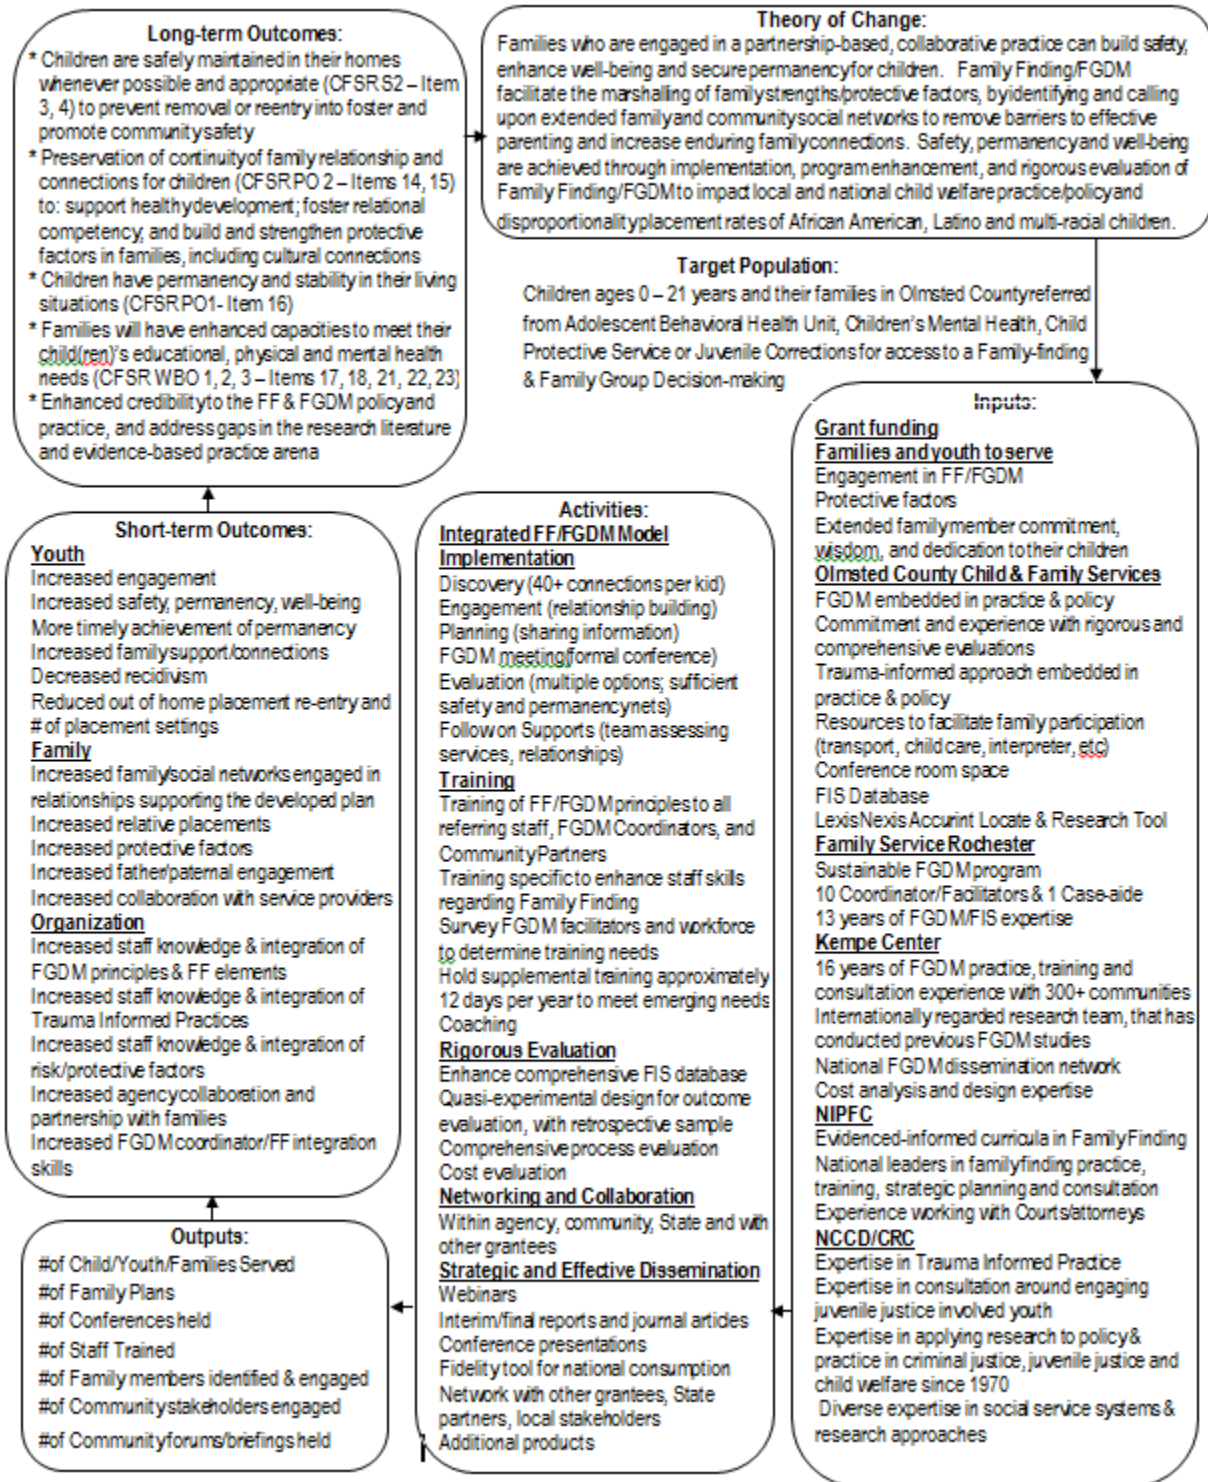 Long-term Outcomes:
* Children are safely maintained in their homes
whenever possible and appropriate (CFSR S2 – Item
3, 4) to prevent removal or reentry into foster and
promote community safety
* Preservation of continuity of family relationship and
connections for children (CFSR PO 2 – Items 14, 15)
to: support healthy development; foster relational
competency; and build and strengthen protective
factors in families, including cultural connections
* Children have permanency and stability in their living
situations (CFSR PO1- Item 16)
* Families will have enhanced capacities to meet their
child(ren)'s educational, physical and mental health
needs (CFSR WBO 1, 2, 3 – Items 17, 18, 21, 22, 23)
* Enhanced credibility to the FF & FGDM policy and
practice, and address gaps in the research literature
and evidence-based practice arena
Theory of Change:
Families who are engaged in a partnership-based, collaborative practice can build safety,
enhance well-being and secure permanency for children. Family Finding/FGDM
facilitate the marshalling of family strengths/protective factors, by identifying and calling
upon extended family and community social networks to remove barriers to effective
parenting and increase enduring family connections. Safety, permanency and well-being
are achieved through implementation, program enhancement, and rigorous evaluation of
Family Finding/FGDM to impact local and national child welfare practice/policy and
disproportionality placement rates of African American, Latino and multi-racial children.
Target Population:
Children ages 0 – 21 years and their families in Olmsted County referred
from Adolescent Behavioral Health Unit, Children's Mental Health, Child
Protective Service or Juvenile Corrections for access to a Family-finding
& Family Group Decision-making
Inputs:
Grant funding
Families and youth to serve
Engagement in FF/FGDM
Protective factors
Extended family member commitment,
wisdom, and dedication to their children
Olmsted County Child & Family Services
FGDM embedded in practice & policy
Commitment and experience with rigorous and
comprehensive evaluations
Trauma-informed approach embedded in
practice & policy
Resources to facilitate family participation
(transport, child care, interpreter, etc)
Conference room space
FIS Database
LexisNexis Accurint Locate & Research Tool
Family Service Rochester
Sustainable FGDM program
10 Coordinator/Facilitators & 1 Case-aide
13 years of FGDM/FIS expertise
Kempe Center
16 years of FGDM practice, training and
consultation experience with 300+ communities
Internationally regarded research team, that has
conducted previous FGDM studies
National FGDM dissemination network
Cost analysis and design expertise
NIPFC
Evidenced-informed curricula in Family Finding
National leaders in family finding practice,
training, strategic planning and consultation
Experience working with Courts/attorneys
NCCD/CRC
Expertise in Trauma Informed Practice
Expertise in consultation around engaging
juvenile justice involved youth
Expertise in applying research to policy &
practice in criminal justice, juvenile justice and
child welfare since 1970
Diverse expertise in social service systems &
research approaches
Activities:
Integrated FF/FGDM Model
Implementation
Discovery (40+ connections per kid)
Engagement (relationship building)
Planning (sharing information)
FGDM meeting(formal conference)
Evaluation (multiple options; sufficient
safety and permanency nets)
Follow on Supports (team assessing
services, relationships)
Training
Training of FF/FGDM principles to all
referring staff, FGDM Coordinators, and
Community Partners
Training specific to enhance staff skills
regarding Family Finding
Survey FGDM facilitators and workforce
to determine training needs
Hold supplemental training approximately
12 days per year to meet emerging needs
Coaching
Rigorous Evaluation
Enhance comprehensive FIS database
Quasi-experimental design for outcome
evaluation, with retrospective sample
Comprehensive process evaluation
Cost evaluation
Networking and Collaboration
Within agency, community, State and with
other grantees
Strategic and Effective Dissemination
Webinars
Interim/final reports and journal articles
Conference presentations
Fidelity tool for national consumption
Network with other grantees, State
partners, local stakeholders
Additional products
Short-term Outcomes:
Youth
Increased engagement
Increased safety, permanency, well-being
More timely achievement of permanency
Increased family support/connections
Decreased recidivism
Reduced out of home placement re-entry and
# of placement settings
Family
Increased family/social networks engaged in
relationships supporting the developed plan
Increased relative placements
Increased protective factors
Increased father/paternal engagement
Increased collaboration with service providers
Organization
Increased staff knowledge & integration of
FGDM principles & FF elements
Increased staff knowledge & integration of
Trauma Informed Practices
Increased staff knowledge & integration of
risk/protective factors
Increased agency collaboration and
partnership with families
Increased FGDM coordinator/FF integration
skills
Outputs:
#of Child/Youth/Families Served
#of Family Plans
#of Conferences held
#of Staff Trained
#of Family members identified & engaged
#of Community stakeholders engaged
#of Community forums/briefings held